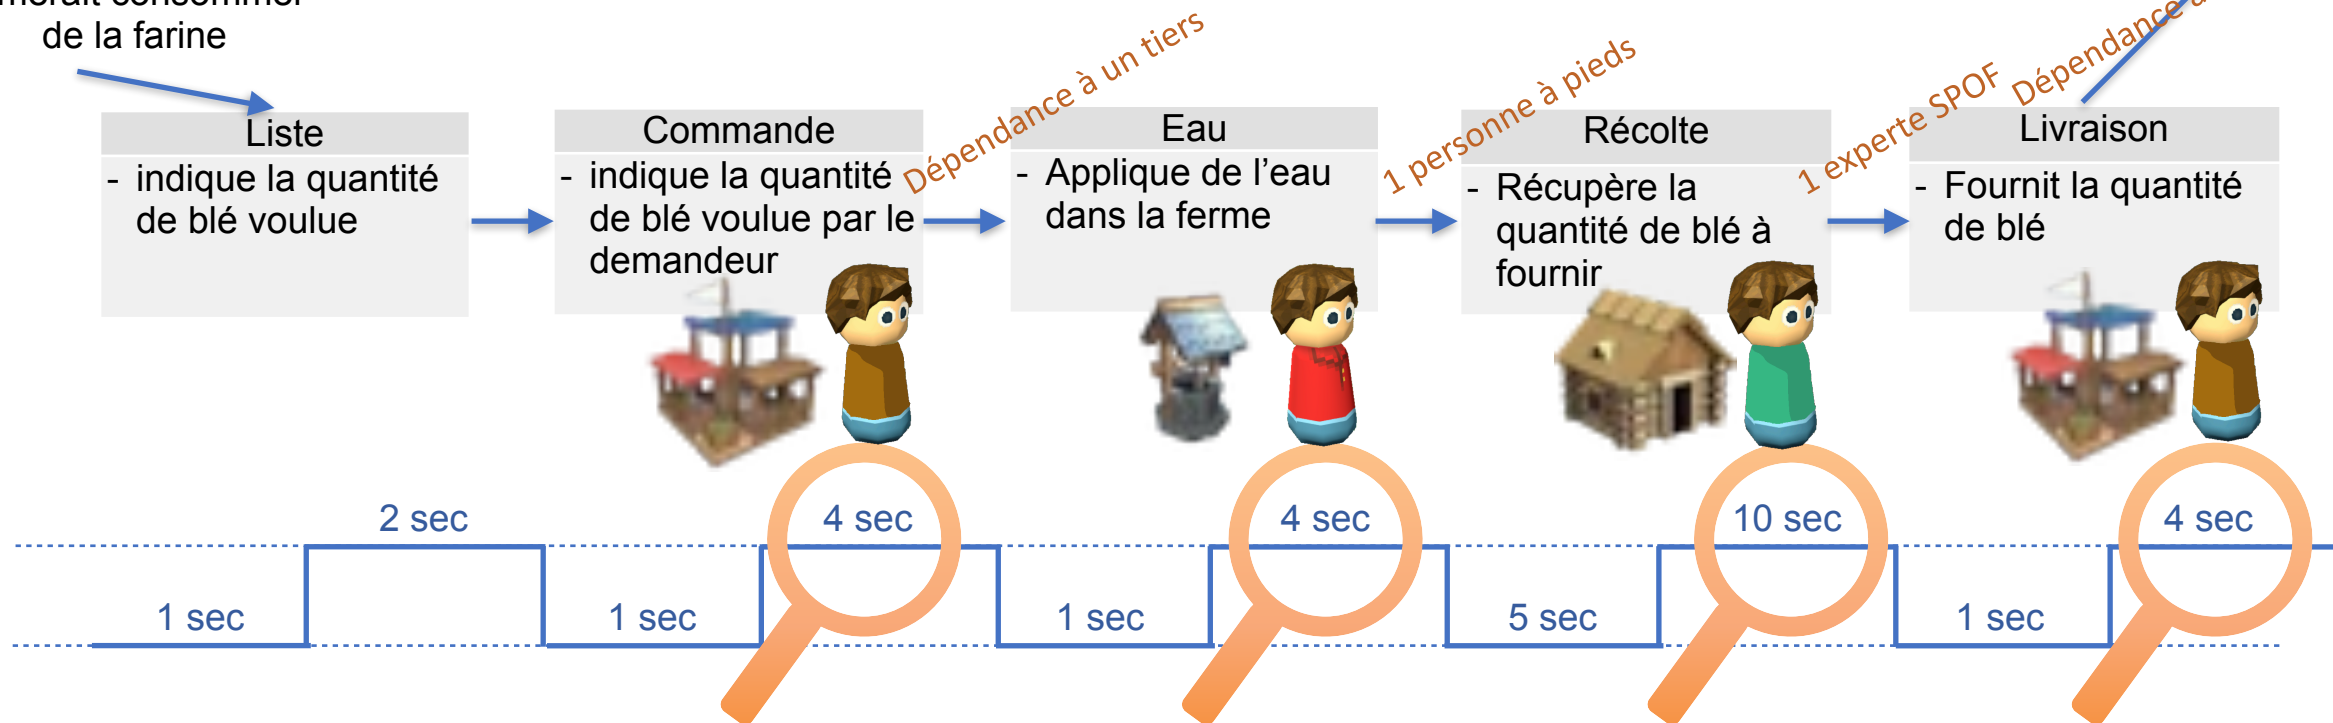 de la farine
Liste
- indique la quantité
de blé voulue
Commande
- indique la quantité
de blé voulue par le
demandeur
Dépendance à un tiers
Eau
- Applique de l'eau
dans la ferme
1 personne à pieds
Récolte
- Récupère la
quantité de blé à
fournir
1 experte SPOF
Dépendance
Livraison
- Fournit la quantité
de blé
2 sec
4 sec
4 sec
10 sec
4 sec
1 sec
1 sec
1 sec
5 sec
1 sec